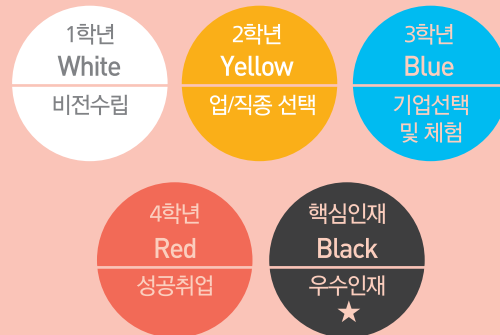 1학년
White
비전수립
2학년
Yellow
업/직종 선택
3학년
Blue
기업선택
및 체험
4학년
Red
성공취업
핵심인재
Black
우수인재
★